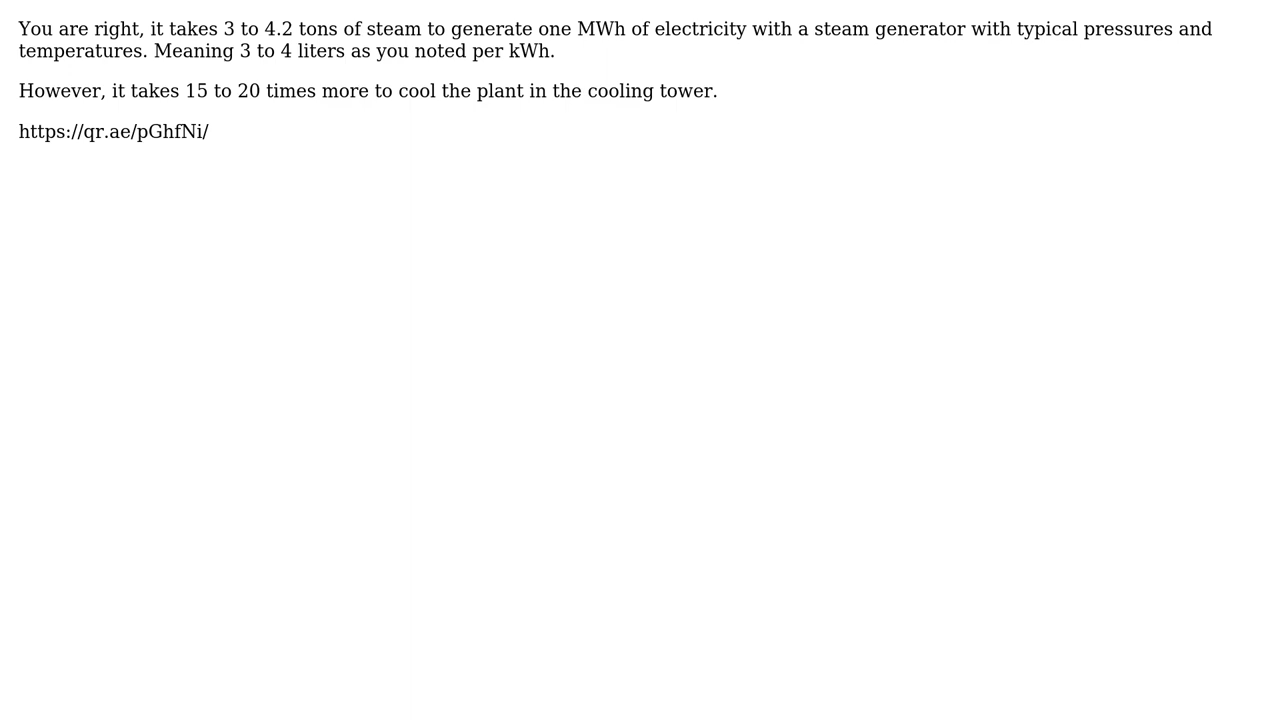 You are right, it takes 3 to 4.2 tons of steam to generate one MWh of electricity with a steam generator with typical pressures and
temperatures. Meaning 3 to 4 liters as you noted per kWh.
However, it takes 15 to 20 times more to cool the plant in the cooling tower.
https://qr.ae/pGhfNi/